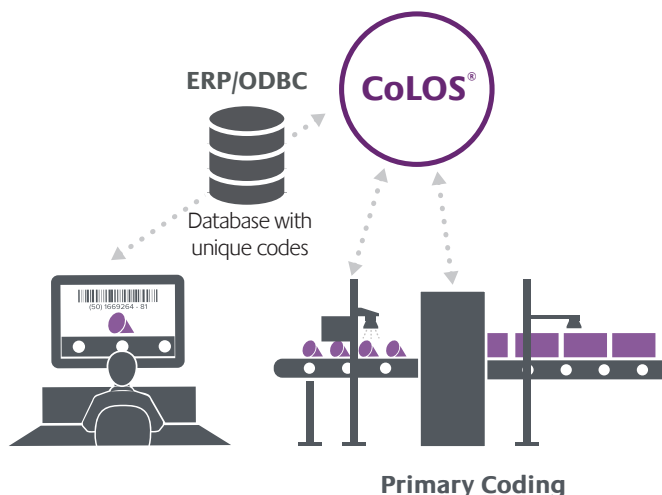 ERP/ODBC
CoLOS®
Database with
unique codes
(50) 1669264 - 81
Primary Coding